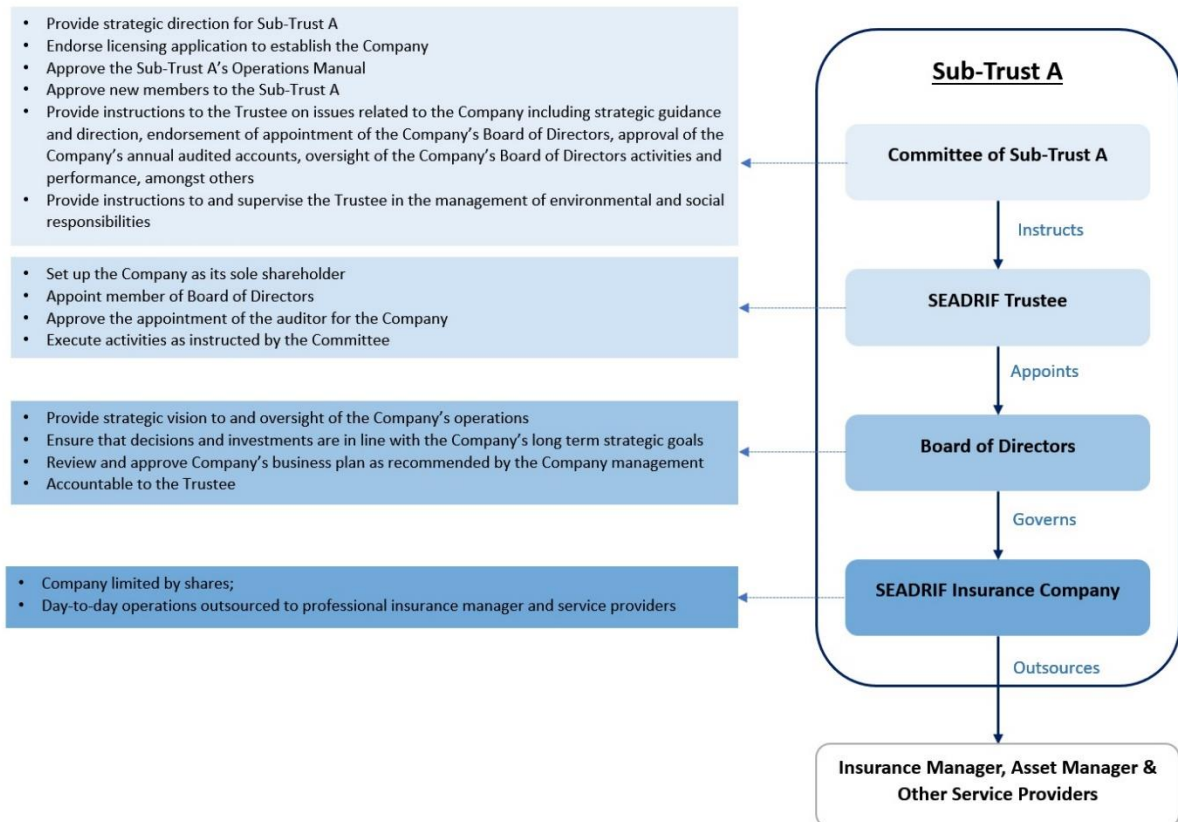 • Provide strategic direction for Sub-Trust A
• Endorse licensing application to establish the Company
• Approve the Sub-Trust A’s Operations Manual
• Approve new members to the Sub-Trust A
• Provide instructions to the Trustee on issues related to the Company including strategic guidance
and direction, endorsement of appointment of the Company’s Board of Directors, approval of the
Company’s annual audited accounts, oversight of the Company’s Board of Directors activities and
performance, amongst others
• Provide instructions to and supervise the Trustee in the management of environmental and social
responsibilities
• Set up the Company as its sole shareholder
• Appoint member of Board of Directors
• Approve the appointment of the auditor for the Company
• Execute activities as instructed by the Committee
• Provide strategic vision to and oversight of the Company’s operations
• Ensure that decisions and investments are in line with the Company’s long term strategic goals
• Review and approve Company’s business plan as recommended by the Company management
• Accountable to the Trustee
• Company limited by shares;
• Day-to-day operations outsourced to professional insurance manager and service providers
Sub-Trust A
Committee of Sub-Trust A
Instructs
SEADRIF Trustee
Appoints
Board of Directors
Governs
SEADRIF Insurance Company
Outsources
Insurance Manager, Asset Manager &
Other Service Providers